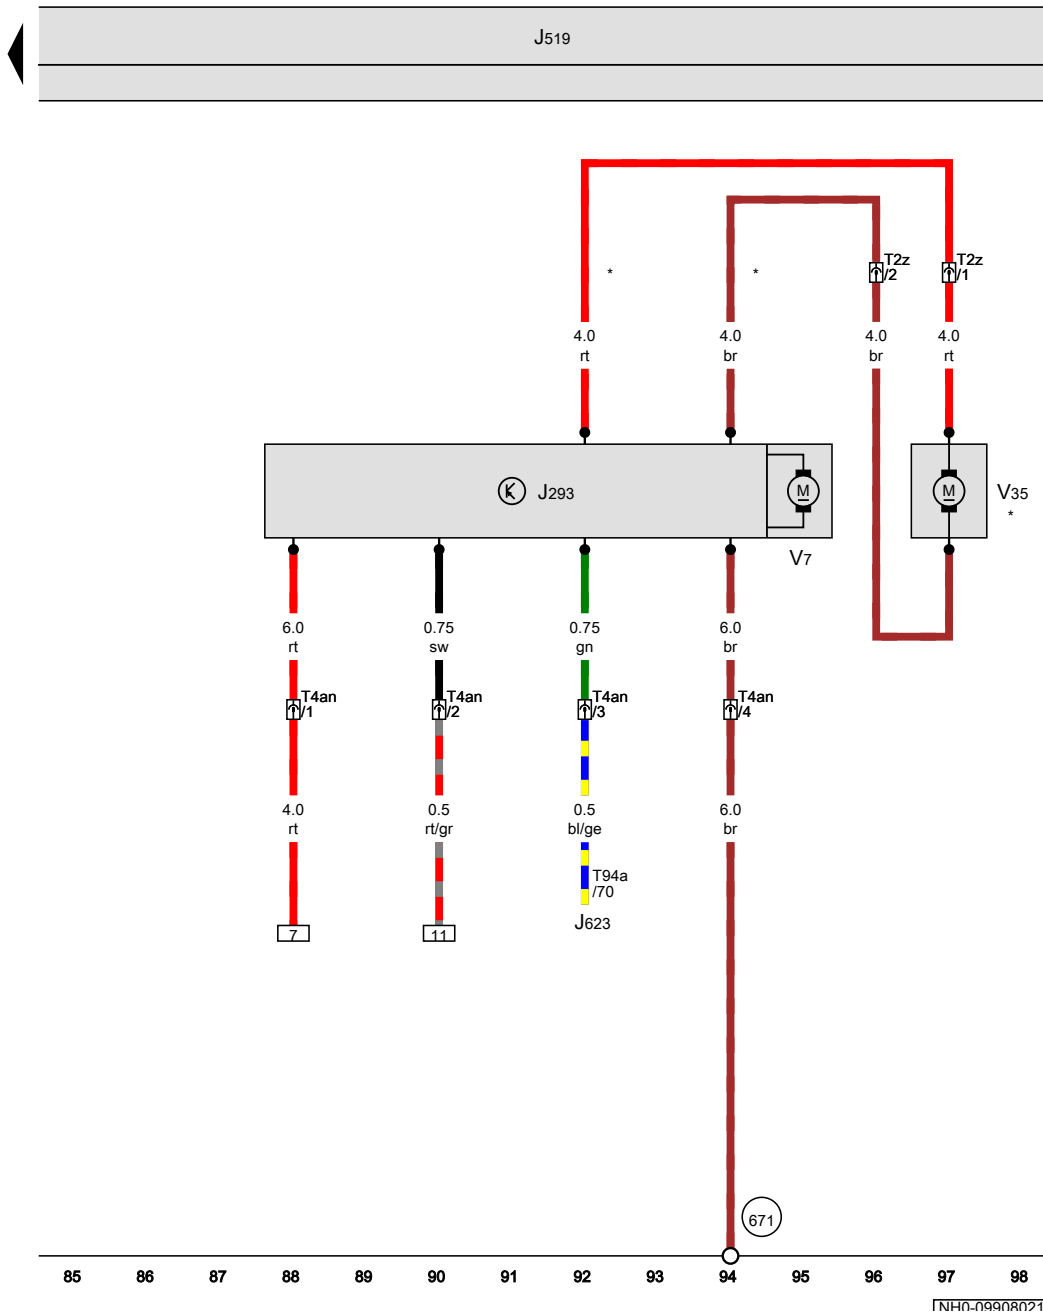 J519
T2z T2z
/2 /1
* *
4.0 4.0 4.0 4.0
rt br br rt
J293 M M V35
*
V7
6.0 0.75 0.75 6.0
rt sw gn br
T4an T4an T4an T4an
/1 /2 /3 /4
4.0 0.5 0.5 6.0
rt rt/gr bl/ge br
T94a
/70
7 11 J623
671
85 86 87 88 89 90 91 92 93 94 95 96 97 98
NH0-09908021